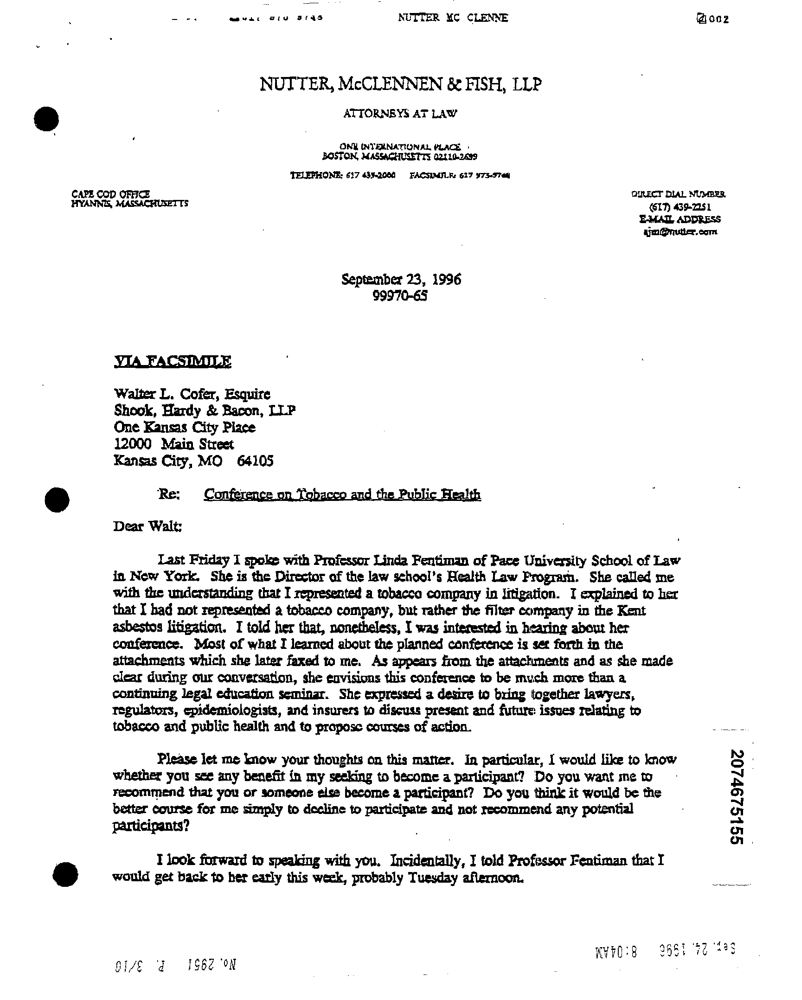 NUTTER MC CLENNE
002
NUTTER, McCLENNEN & FISH, LLP
ATTORNEYS AT LAW
ONE INTERNATIONAL PLACE
BOSTON, MASSACHUSETTS 02110-2699
TELEPHONE: 617 439-2000 FACSIMILE: 617 973-9748
CAPE COD OFFICE
HYANNIS, MASSACHUSETTS
DIRECT DIAL NUMBER
(617) 439-2251
E-MAIL ADDRESS
ajm@nutter.com
September 23, 1996
99970-65
VIA FACSIMILE
Walter L. Cofer, Esquire
Shook, Hardy & Bacon, LLP
One Kansas City Place
12000 Main Street
Kansas City, MO 64105
Re: Conference on Tobacco and the Public Health
Dear Walt:
Last Friday I spoke with Professor Linda Fentiman of Pace University School of Law
in New York. She is the Director of the law school's Health Law Program. She called me
with the understanding that I represented a tobacco company in litigation. I explained to her
that I had not represented a tobacco company, but rather the filter company in the Kent
asbestos litigation. I told her that, nonetheless, I was interested in hearing about her
conference. Most of what I learned about the planned conference is set forth in the
attachments which she later faxed to me. As appears from the attachments and as she made
clear during our conversation, she envisions this conference to be much more than a
continuing legal education seminar. She expressed a desire to bring together lawyers,
regulators, epidemiologists, and insurers to discuss present and future issues relating to
tobacco and public health and to propose courses of action.
Please let me know your thoughts on this matter. In particular, I would like to know
whether you see any benefit in my seeking to become a participant? Do you want me to
recommend that you or someone else become a participant? Do you think it would be the
better course for me simply to decline to participate and not recommend any potential
participants?
I look forward to speaking with you. Incidentally, I told Professor Fentiman that I
would get back to her early this week, probably Tuesday afternoon.
2074675155
Sep. 24. 1996 8:04AM
No. 2951 P. 3/10